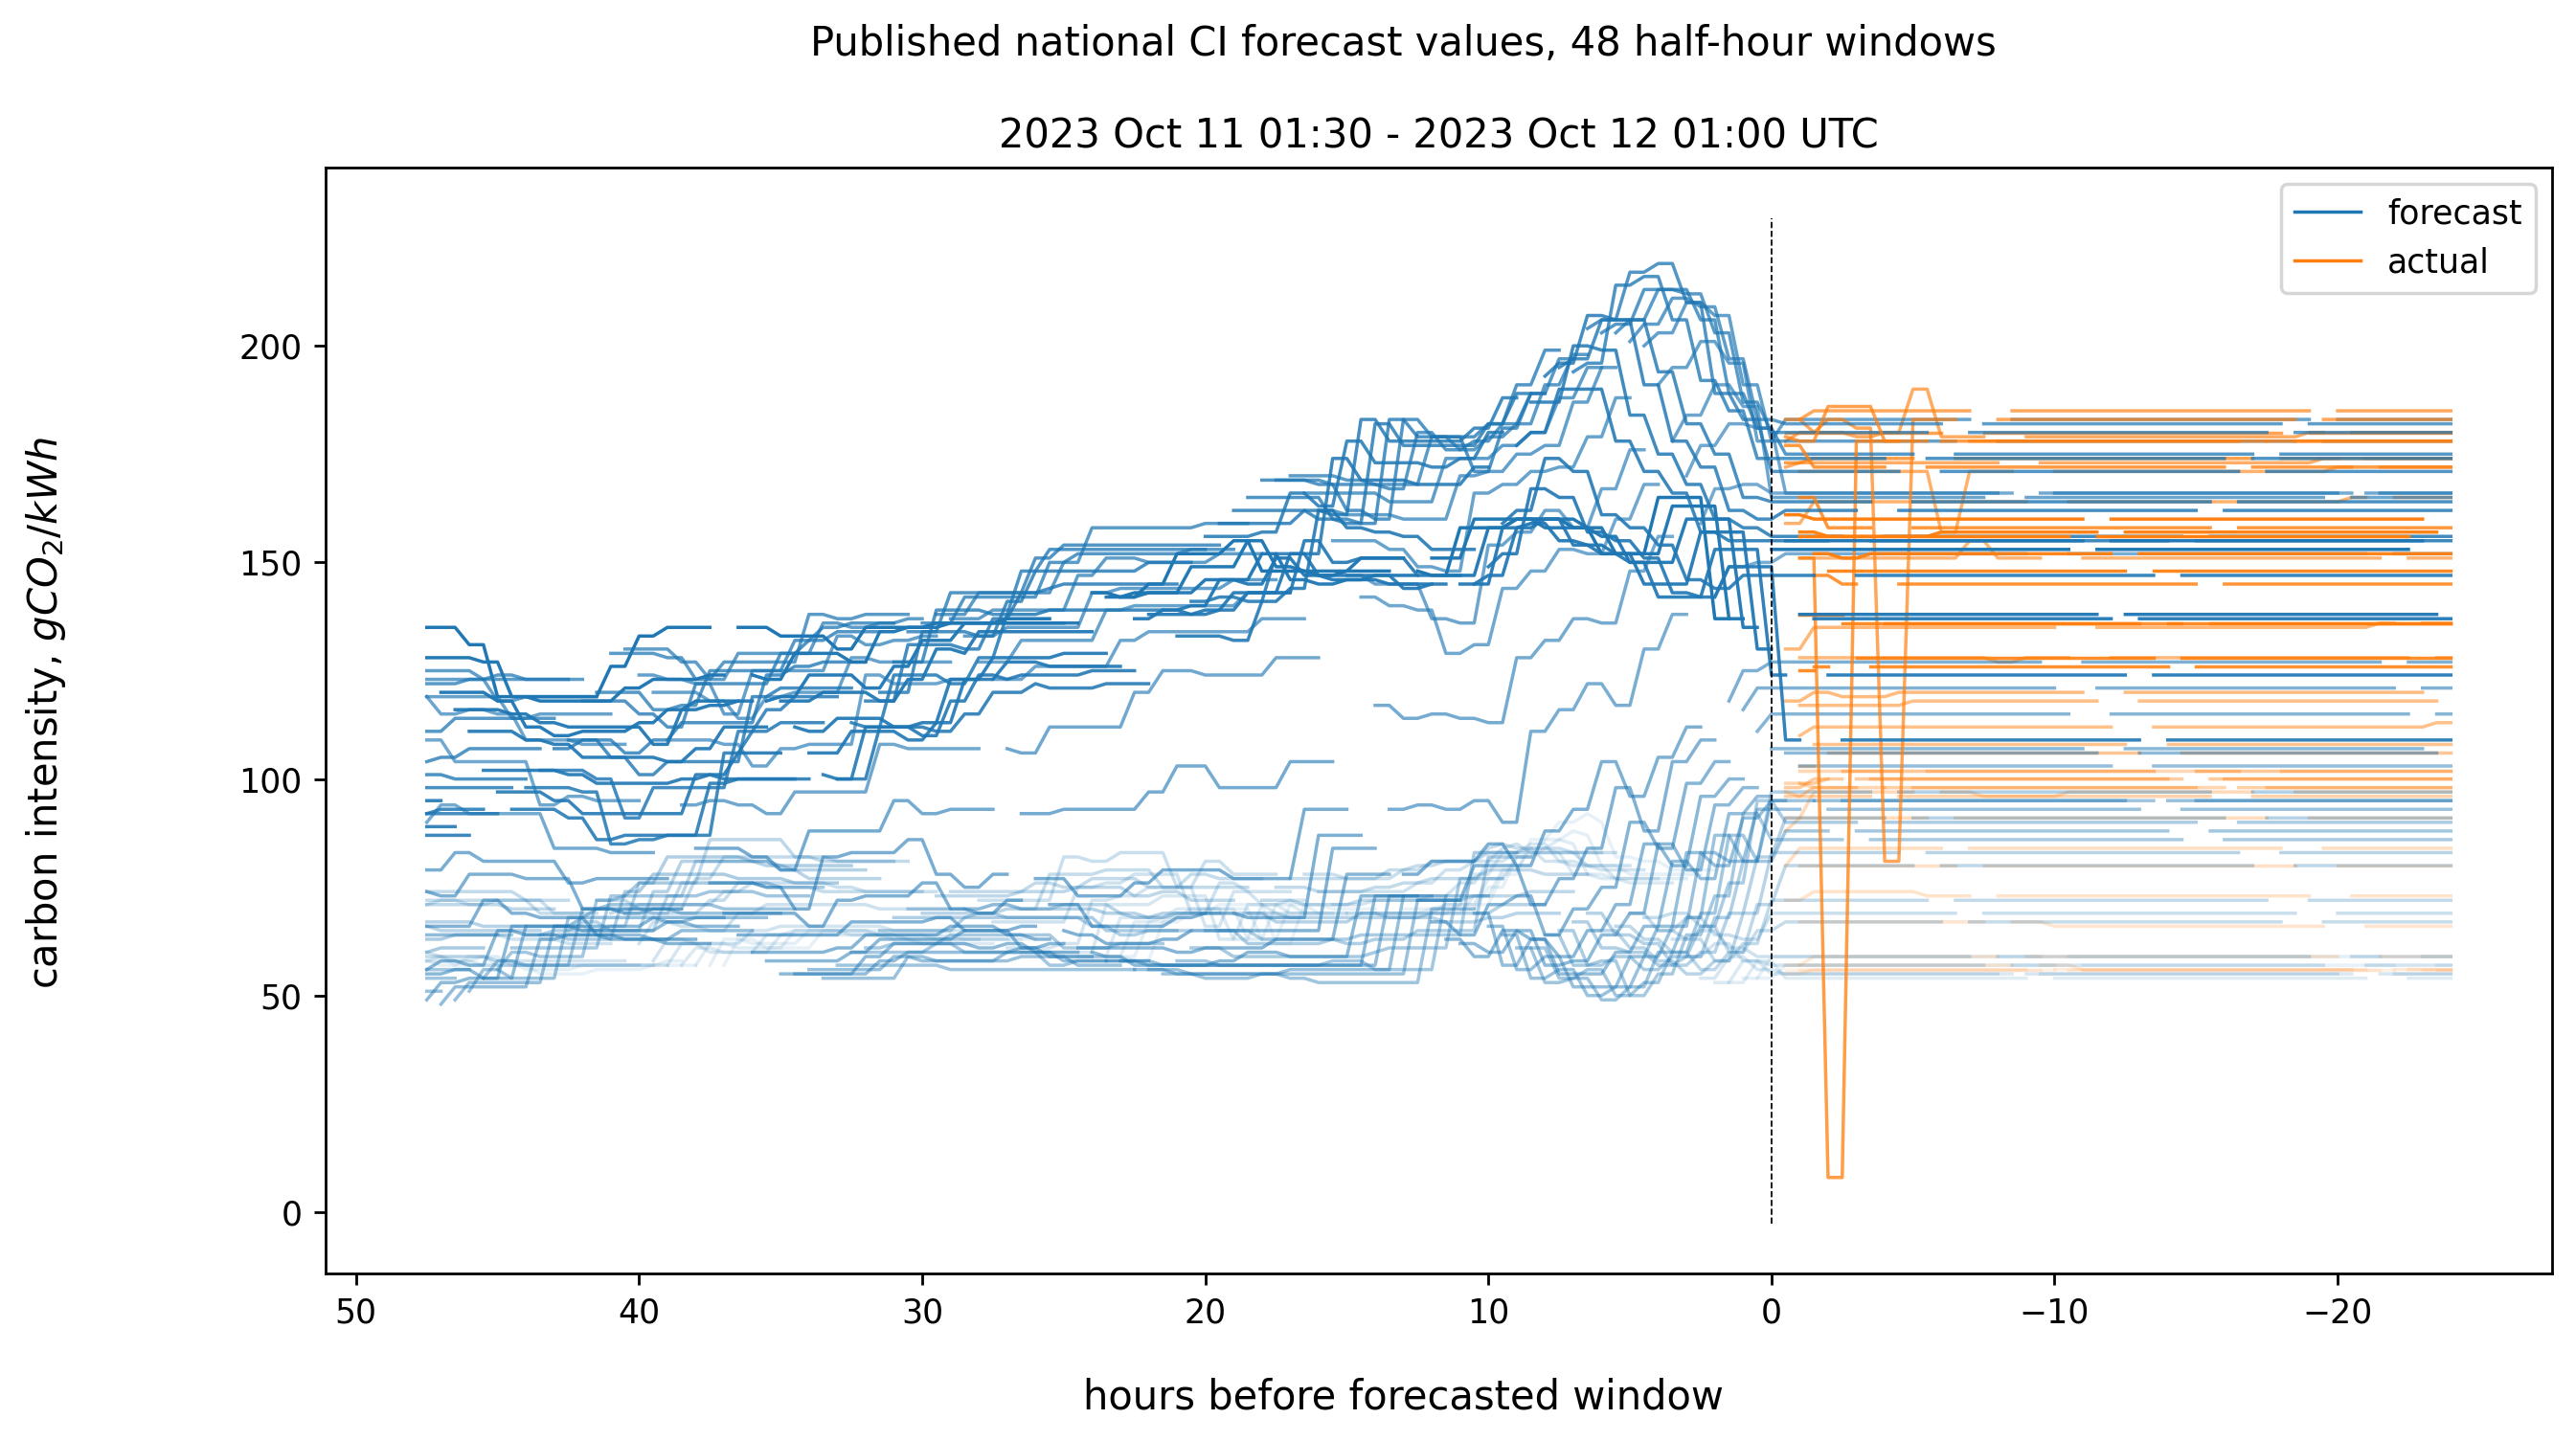 Published national CI forecast values, 48 half-hour windows
2023 Oct 11 01:30 - 2023 Oct 12 01:00 UTC
forecast
actual
carbon intensity, gCO₂/kWh
200
150
100
50
0
50 40 30 20 10 0 −10 −20
hours before forecasted window